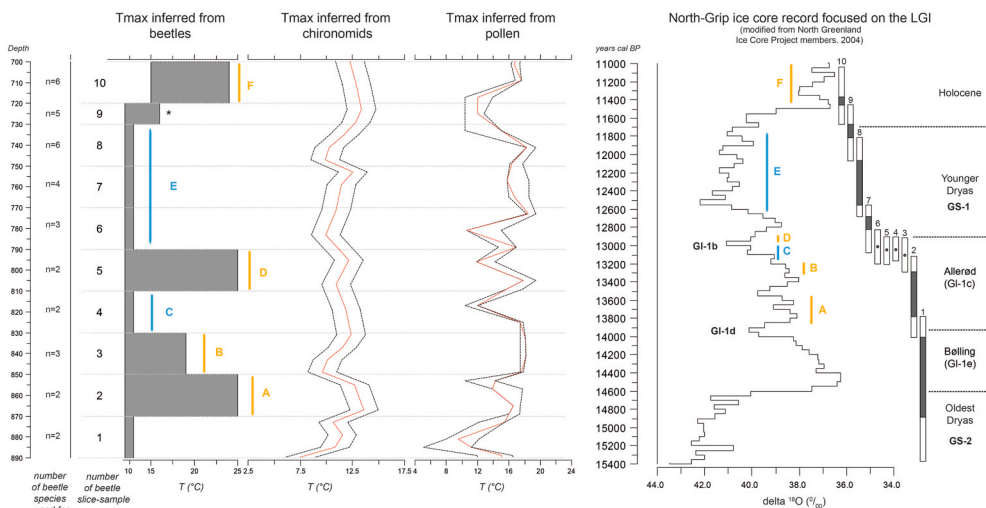 Tmax inferred from
beetles
Tmax inferred from
chironomids
Tmax inferred from
pollen
North-Grip ice core record focused on the LGI
(modified from North Greenland
Ice Core Project members. 2004)
Depth
years cal BP
700
710
720
730
750
770
790
800
810
830
840
850
860
870
880
890
n=6
n=5
n=6
n=4
n=3
n=2
n=2
n=3
n=2
n=2
10
9
8
7
6
5
4
3
2
1
F
*
E
D
C
B
A
10
15
20
25
2.5
7.5
12.5
17.5
4
8
12
16
20
24
T (°C)
T (°C)
T (°C)
number
of beetle
species
number
of beetle
slice-sample
11000
11400
11800
12000
12200
12400
12600
12800
13000
13200
13400
13600
13800
14000
14200
14400
14600
14800
15000
15200
15400
F
E
D
C
B
A
GI-1b
GI-1d
10
9
8
7
6
5
4
3
2
1
Holocene
Younger
Dryas
GS-1
Allerød
(GI-1c)
Bølling
(GI-1e)
Oldest
Dryas
GS-2
44.0
42.0
40.0
38.0
36.0
34.0
delta ¹⁸O (⁰/₀₀)